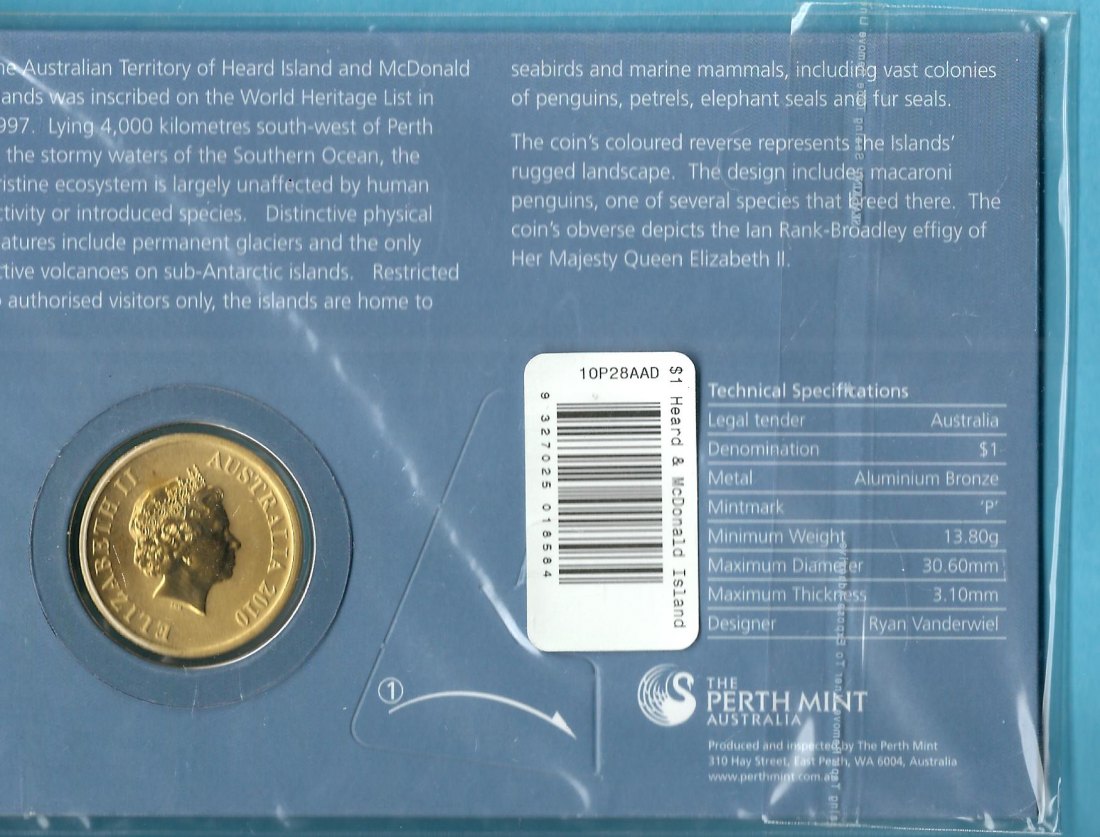 he Australian Territory of Heard Island and McDonald
ands was inscribed on the World Heritage List in
997. Lying 4,000 kilometres south-west of Perth
the stormy waters of the Southern Ocean, the
ristine ecosystem is largely unaffected by human
ctivity or introduced species. Distinctive physical
atures include permanent glaciers and the only
ctive volcanoes on sub-Antarctic islands. Restricted
authorised visitors only, the islands are home to
seabirds and marine mammals, including vast colonies
of penguins, petrels, elephant seals and fur seals.
The coin's coloured reverse represents the Islands'
rugged landscape. The design includes macaroni
penguins, one of several species that breed there. The
coin's obverse depicts the Ian Rank-Broadley effigy of
Her Majesty Queen Elizabeth II.
ELIZABETH II AUSTRALIA 2010
10P28AAD
$1 Heard & McDonald Island
9 327025 018584
Technical Specifications
Legal tender Australia
Denomination $1
Metal Aluminium Bronze
Mintmark 'P'
Minimum Weight 13.80g
Maximum Diameter 30.60mm
Maximum Thickness 3.10mm
Designer Ryan Vanderwiel
1
THE
PERTH MINT
AUSTRALIA
Produced and inspected by The Perth Mint
310 Hay Street, East Perth, WA 6004, Australia
www.perthmint.com.au